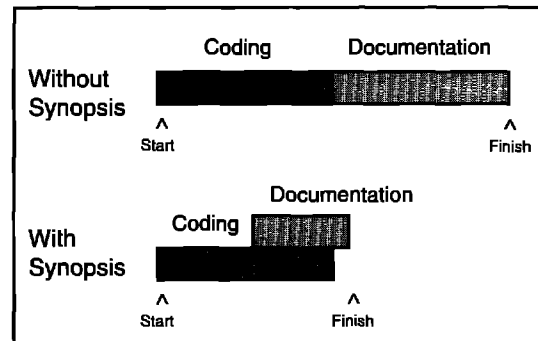 Coding Documentation
Without
Synopsis
^ ^
Start Finish
Documentation
Coding
With
Synopsis
^ ^
Start Finish